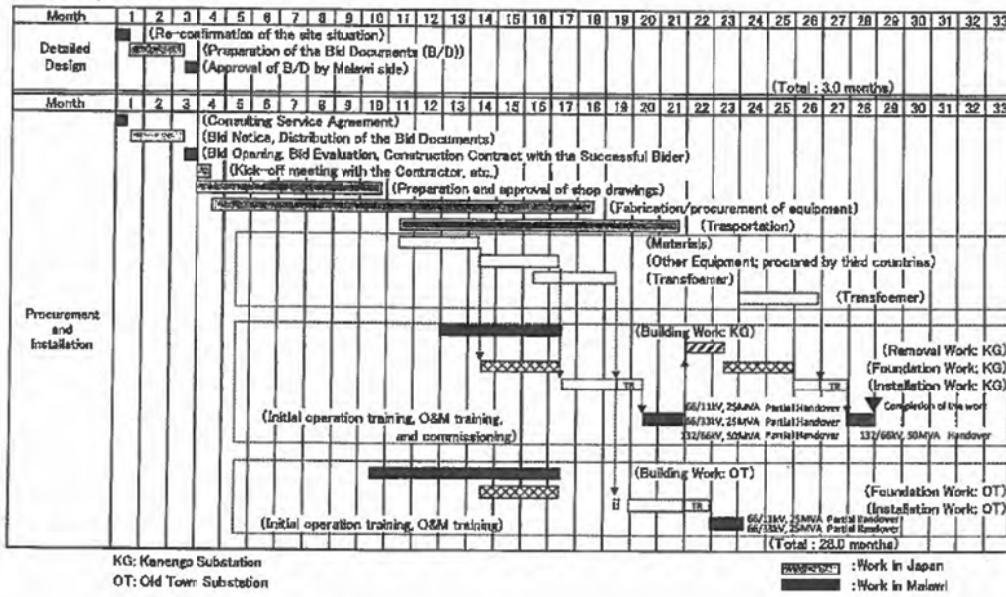 Month 1 2 3 4 5 6 7 8 9 10 11 12 13 14 15 16 17 18 19 20 21 22 23 24 25 26 27 28 29 30 31 32 33
Detailed Design
(Re-confirmation of the site situation)
(Preparation of the Bid Documents (B/D))
(Approval of B/D by Malawi side)
(Total : 3.0 months)
Month 1 2 3 4 5 6 7 8 9 10 11 12 13 14 15 16 17 18 19 20 21 22 23 24 25 26 27 28 29 30 31 32 33
Procurement and Installation
(Consulting Service Agreement)
(Bid Notice, Distribution of the Bid Documents)
(Bid Opening, Bid Evaluation, Construction Contract with the Successful Bider)
(Kick-off meeting with the Contractor, etc.)
(Preparation and approval of shop drawings)
(Fabrication/procurement of equipment)
(Trasportation)
(Materials)
(Other Equipment; procured by third countries)
(Transfoemer)
(Transfoemer)
(Building Work: KG)
(Removal Work: KG)
(Foundation Work: KG)
TR TR (Installation Work: KG)
Completion of the work
(Initial operation training, O&M training, and commissioning)
66/11kV, 25MVA Partial Handover
66/33kV, 25MVA Partial Handover
132/66kV, 50MVA Partial Handover
132/66kV, 50MVA Handover
(Building Work: OT)
(Foundation Work: OT)
TR (Installation Work: OT)
(Initial operation training, O&M training)
66/11kV, 25MVA Partial Handover
66/33kV, 25MVA Partial Handover
(Total : 28.0 months)
KG: Kanengo Substation
OT: Old Town Substation
:Work in Japan
:Work in Malawi